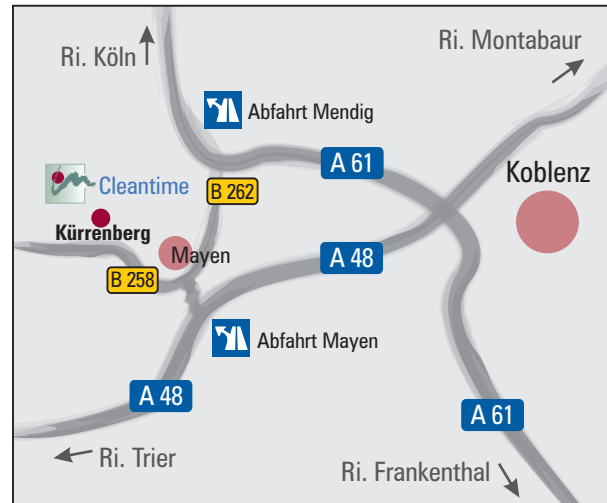 Ri. Köln
Ri. Montabaur
Abfahrt Mendig
A 61
Koblenz
Cleantime
B 262
Kürrenberg
Mayen
A 48
B 258
Abfahrt Mayen
A 48
A 61
Ri. Trier
Ri. Frankenthal